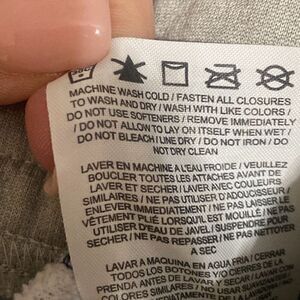 MACHINE WASH COLD / FASTEN ALL CLOSURES
TO WASH AND DRY / WASH WITH LIKE COLORS /
DO NOT USE SOFTENERS / REMOVE IMMEDIATELY
/ DO NOT ALLOW TO LAY ON ITSELF WHEN WET /
DO NOT BLEACH / LINE DRY / DO NOT IRON / DO
NOT DRY CLEAN
LAVER EN MACHINE A L'EAU FROIDE / VEUILLEZ
BOUCLER TOUTES LES ATTACHES AVANT DE
LAVER ET SECHER / LAVER AVEC COULEURS
SIMILAIRES / NE PAS UTILISER D'ADOUCISSEUR /
ENLEVER IMMÉDIATEMENT / NE PAS LAISSER LE
VÊTEMENT PLIÉ LORSQU'IL EST MOUILLÉ / NE PAS
UTILISER D'EAU DE JAVEL / SUSPENDRE POUR
SECHER / NE PAS REPASSER / NE PAS NETTOYER
A SEC
LAVAR A MAQUINA EN AGUA FRIA / CERRAR
TODOS LOS BOTONES Y/O CIERRES DE LA
PRENDA ANTES DE LAVAR Y SECAR
SIMILARES / NO USAR